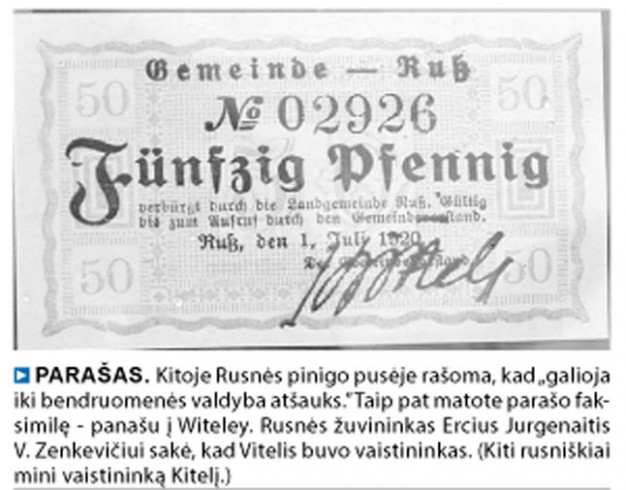 50
50
Gemeinde — Ruß
№ 02926
Fünfzig Pfennig
verbürgt durch die Landgemeinde Ruß. Gültig
bis zum Aufruf durch den Gemeindevorstand.
Ruß, den 1. Juli 1920
Der Gemeindevorstand
50
50
PARAŠAS. Kitoje Rusnės pinigo pusėje rašoma, kad „galioja
iki bendruomenės valdyba atšauks." Taip pat matote parašo fak-
similę - panašu į Witeley. Rusnės žuvininkas Ercius Jurgenaitis
V. Zenkevičiui sakė, kad Vitelis buvo vaistininkas. (Kiti rusniškiai
mini vaistininką Kitelį.)